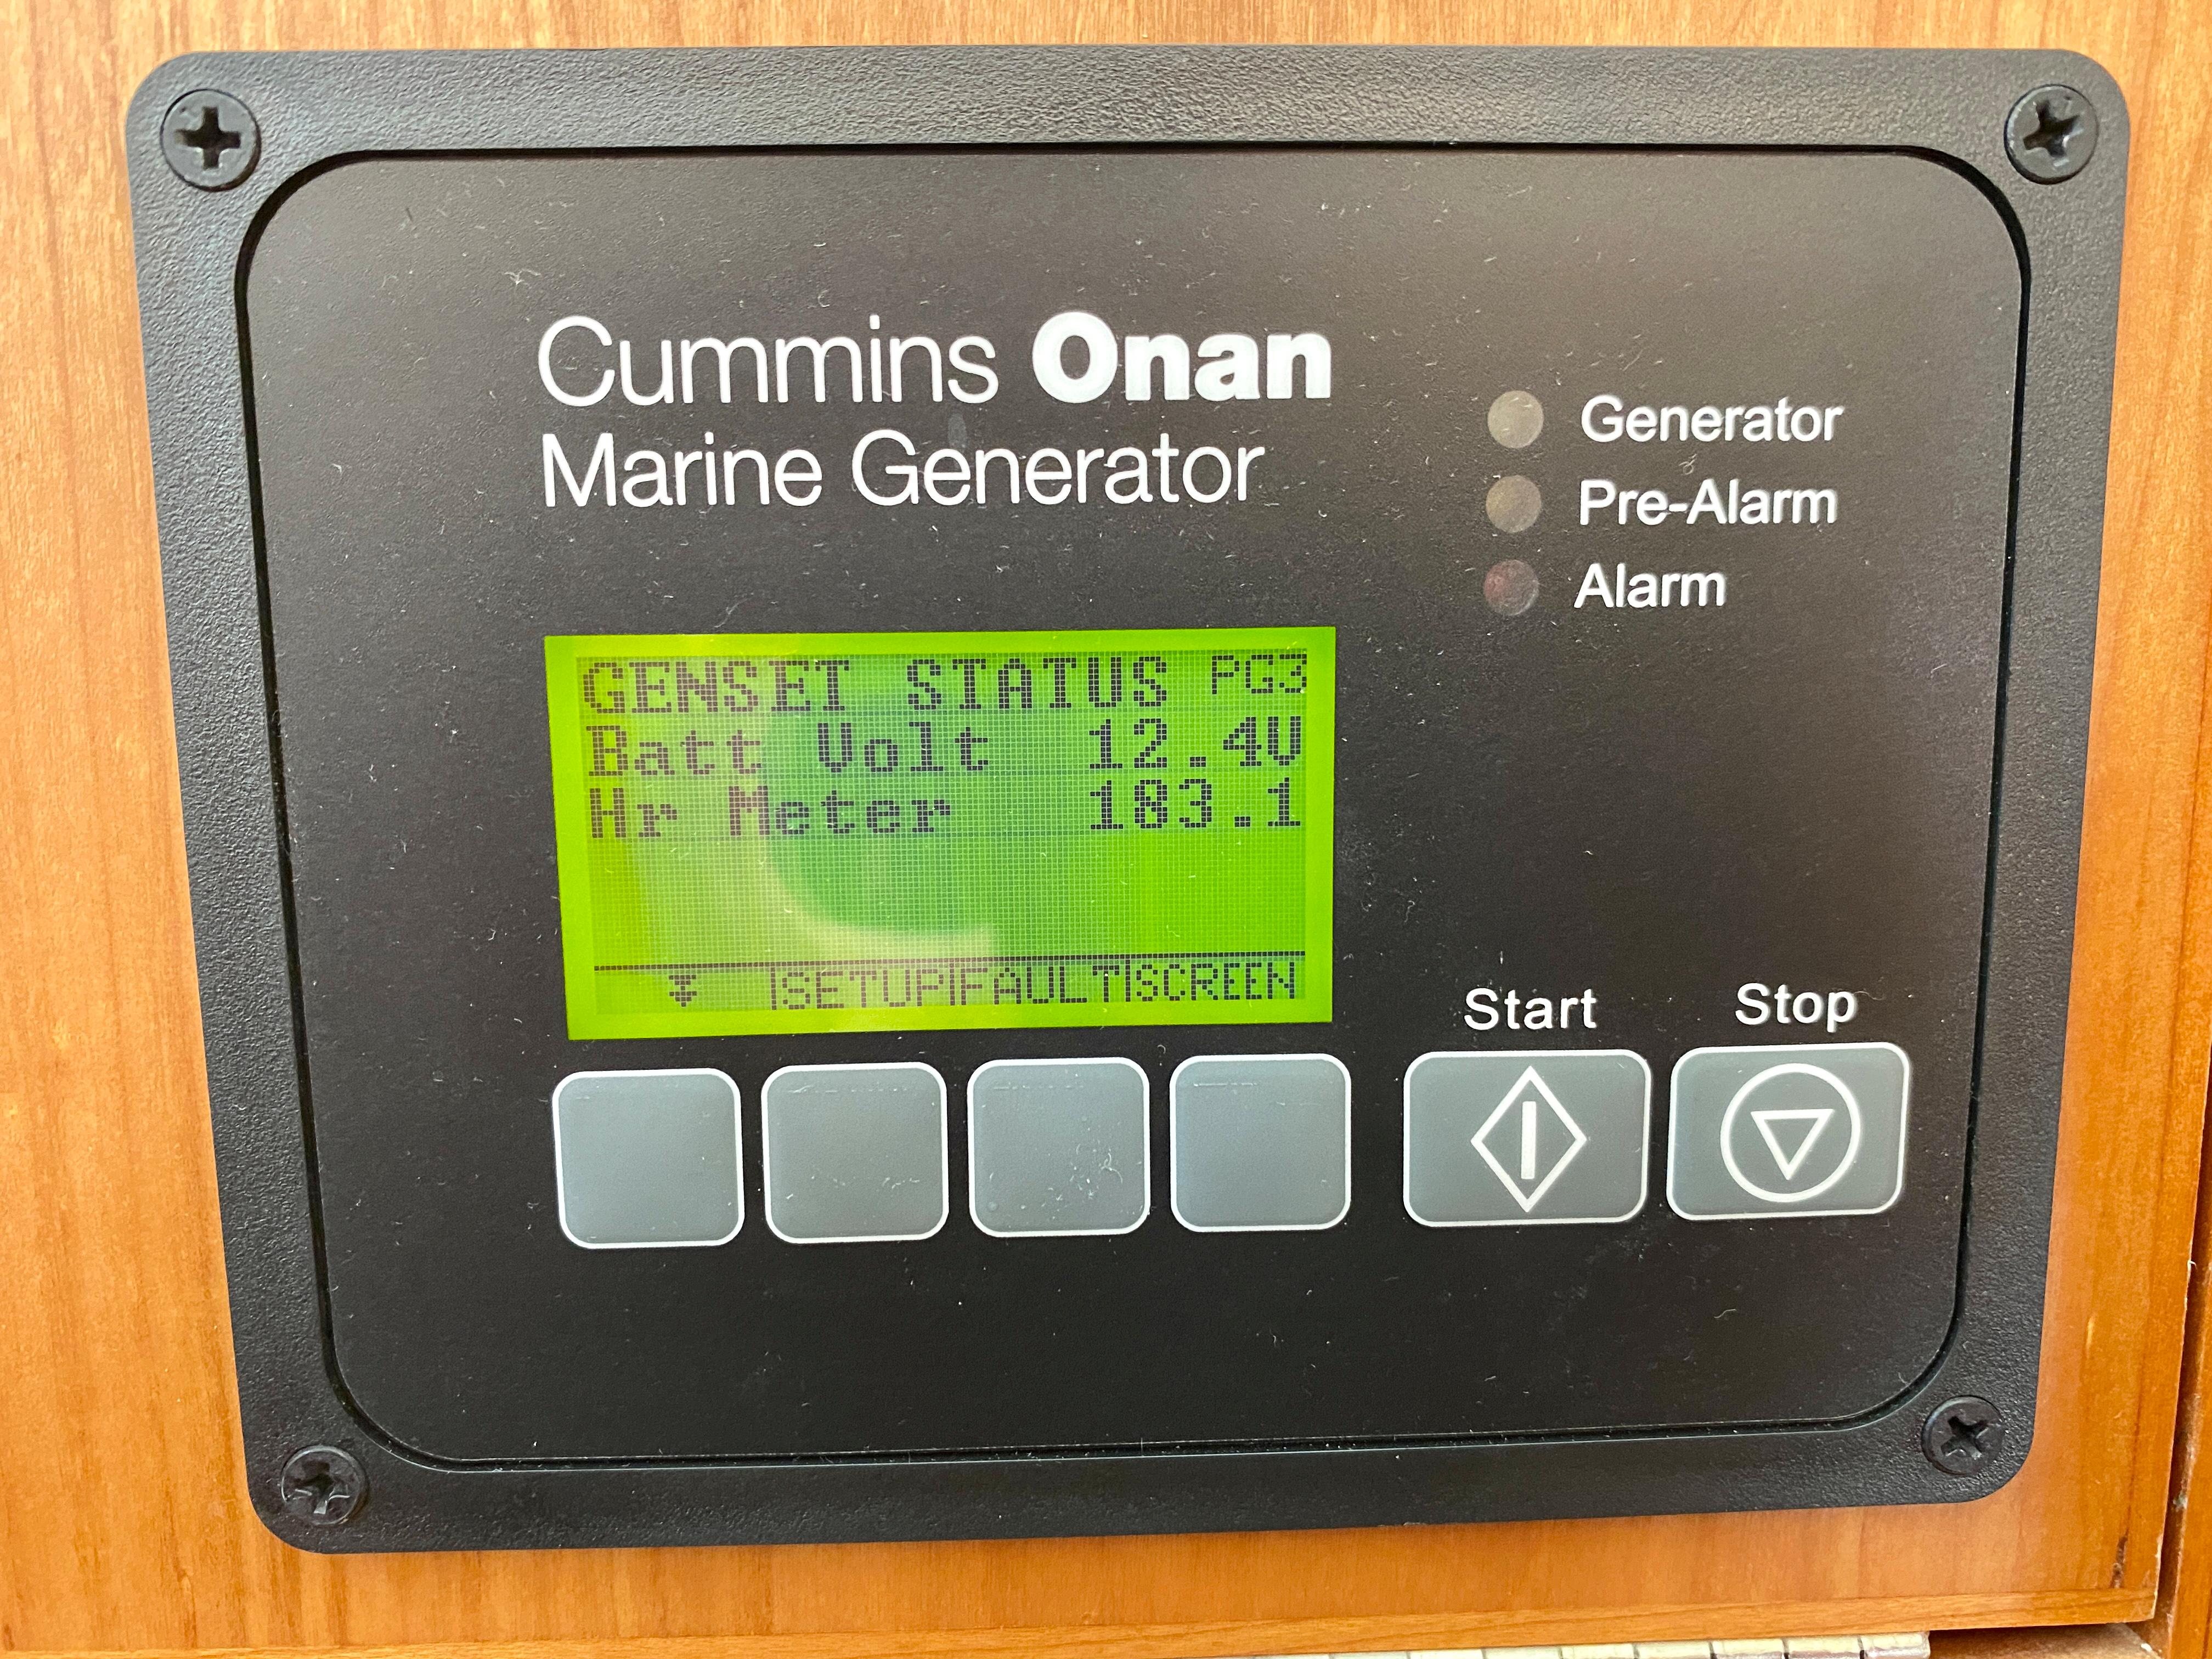 Cummins Onan
Marine Generator
Generator
Pre-Alarm
Alarm
GENSET STATUS PG3
Batt Volt 12.4V
Hr Meter 103.1
SETUP|FAULT|SCREEN
Start
Stop